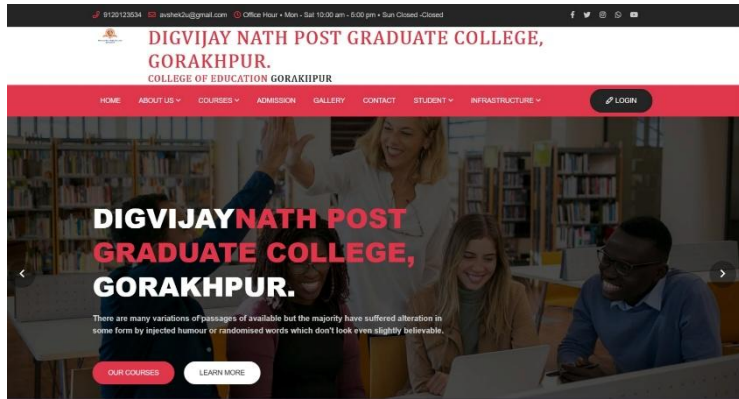 9120123534 avshek2u@gmail.com Office Hour • Mon - Sat 10:00 am - 5:00 pm • Sun Closed -Closed
DIGVIJAY NATH POST GRADUATE COLLEGE,
GORAKHPUR.
COLLEGE OF EDUCATION GORAKHPUR
HOME ABOUT US COURSES ADMISSION GALLERY CONTACT STUDENT INFRASTRUCTURE LOGIN
DIGVIJAYNATH POST
GRADUATE COLLEGE,
GORAKHPUR.
There are many variations of passages of available but the majority have suffered alteration in
some form by injected humour or randomised words which don't look even slightly believable.
OUR COURSES LEARN MORE